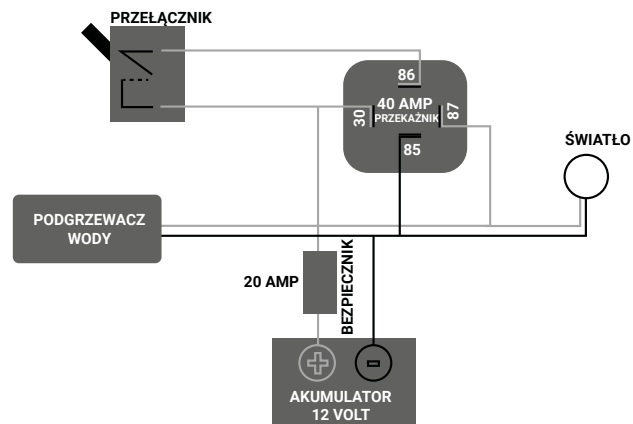 PRZEŁĄCZNIK
86
40 AMP
PRZEKAŹNIK
30
87
85
ŚWIATŁO
PODGRZEWACZ
WODY
20 AMP
BEZPIECZNIK
AKUMULATOR
12 VOLT